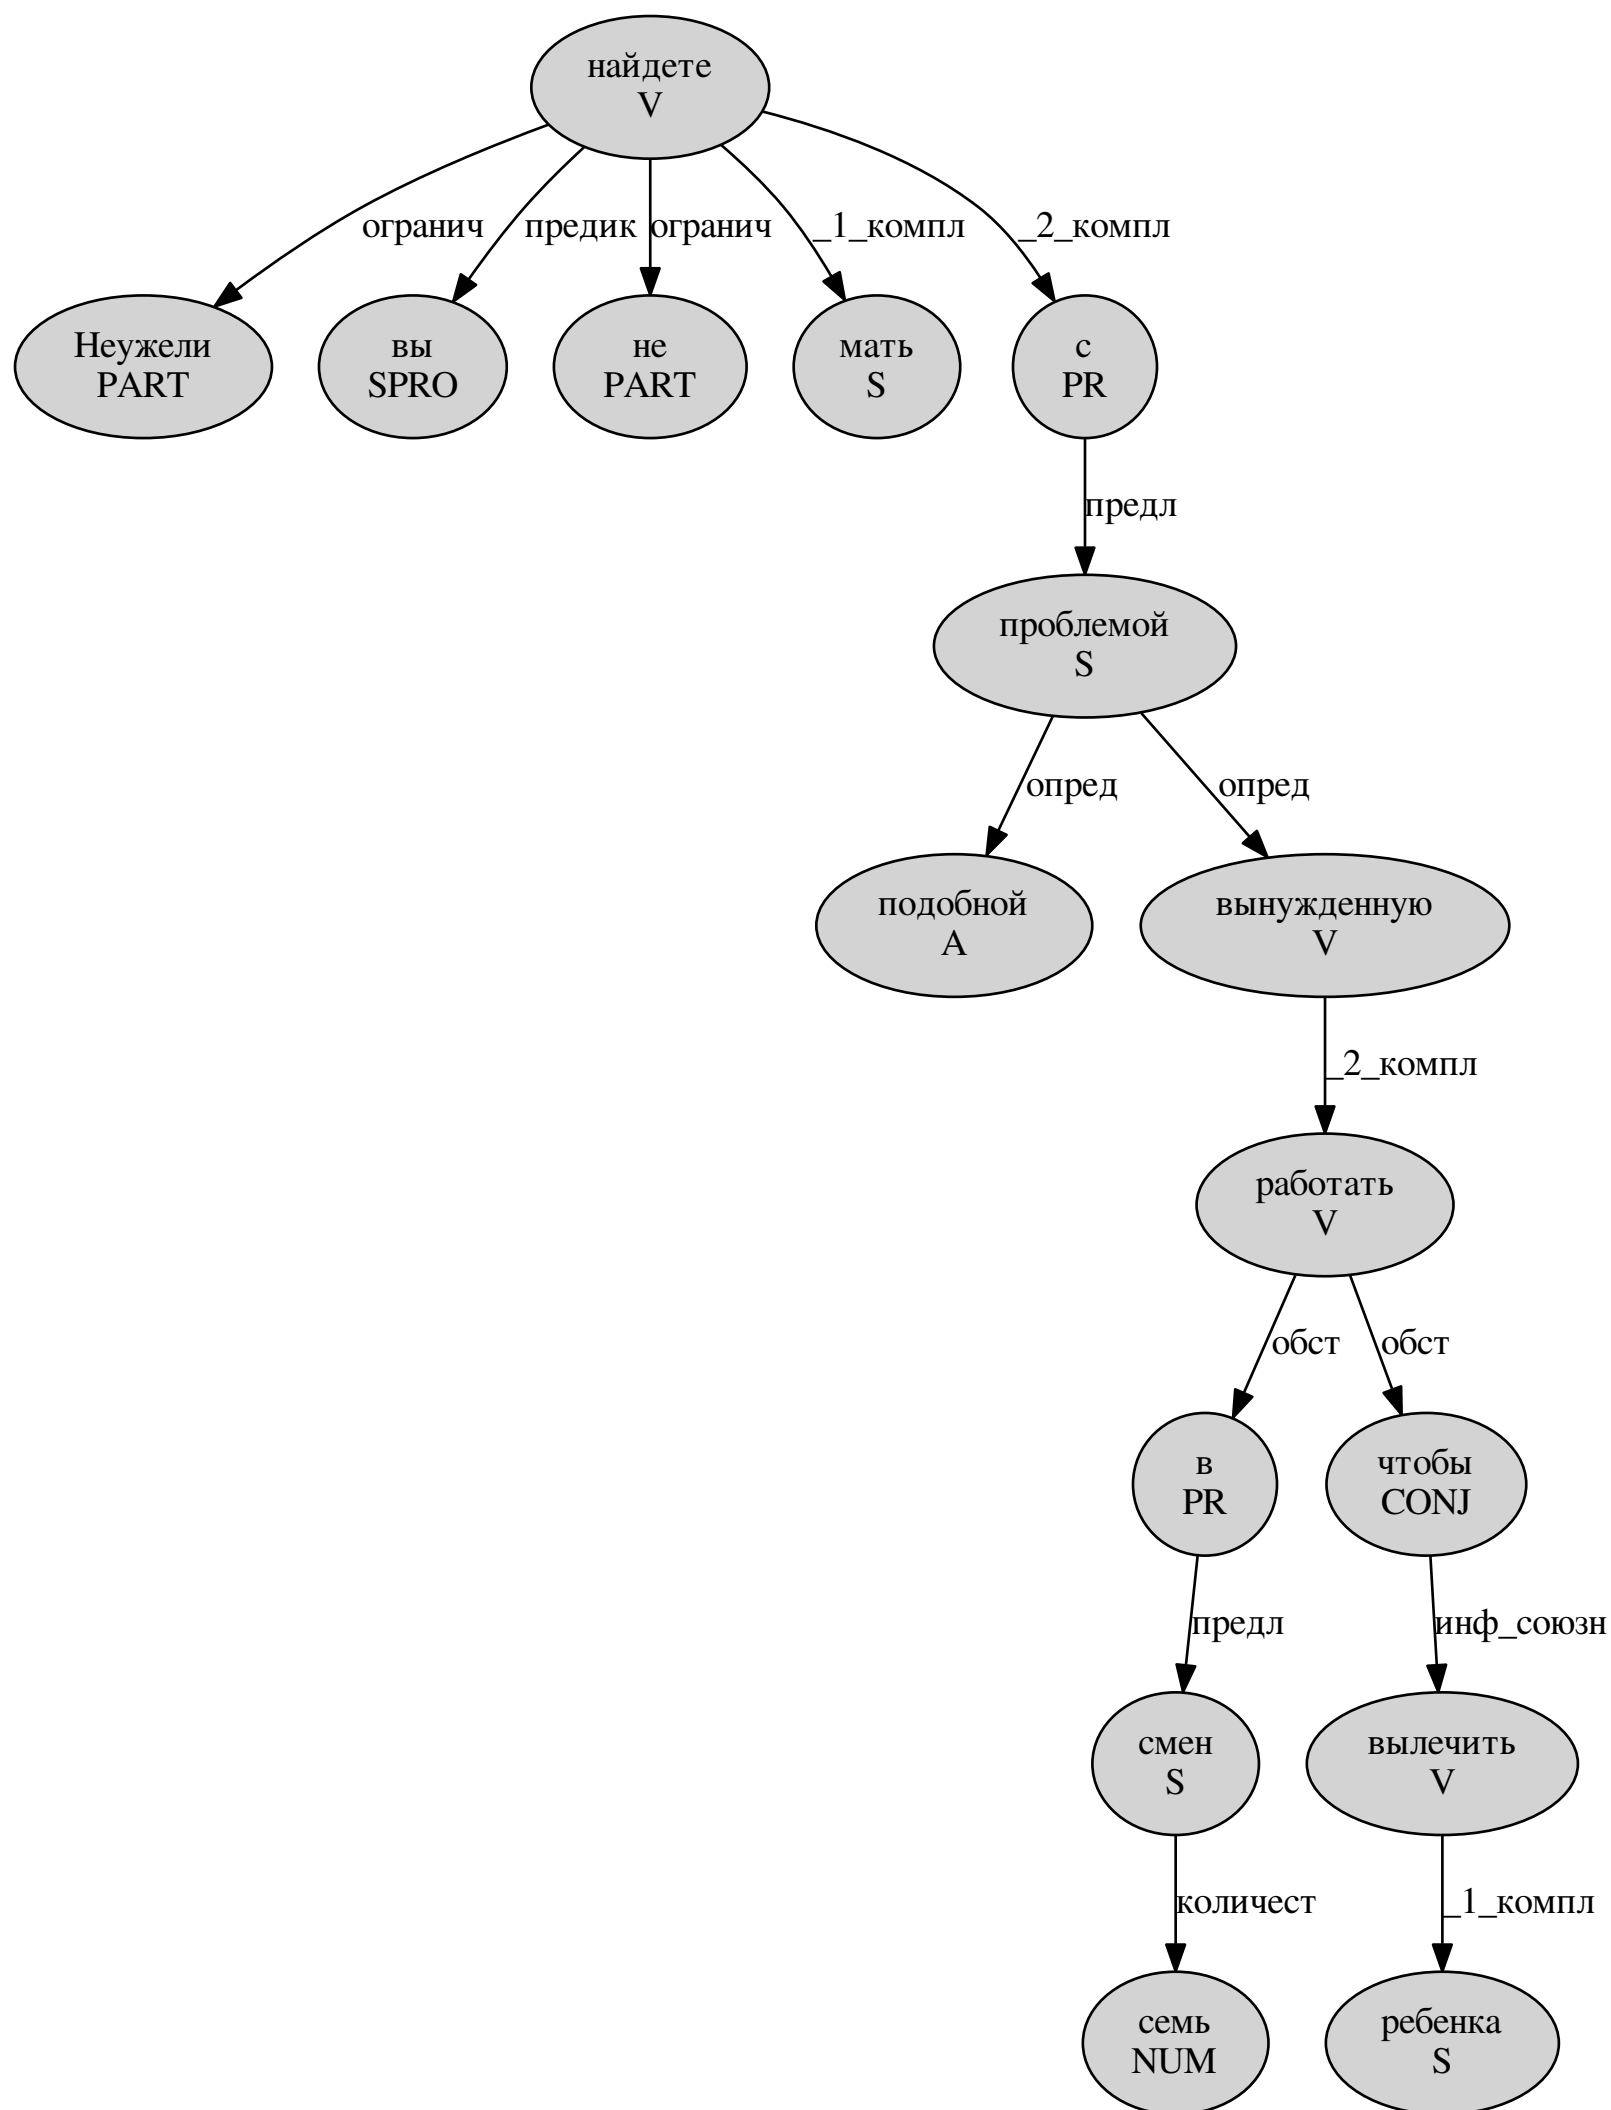 найдете
V
огранич
предик
огранич
_1_компл
_2_компл
Неужели
PART
вы
SPRO
не
PART
мать
S
с
PR
предл
проблемой
S
опред
опред
подобной
A
вынужденную
V
_2_компл
работать
V
обст
обст
в
PR
чтобы
CONJ
предл
инф_союзн
смен
S
вылечить
V
количест
_1_компл
семь
NUM
ребенка
S